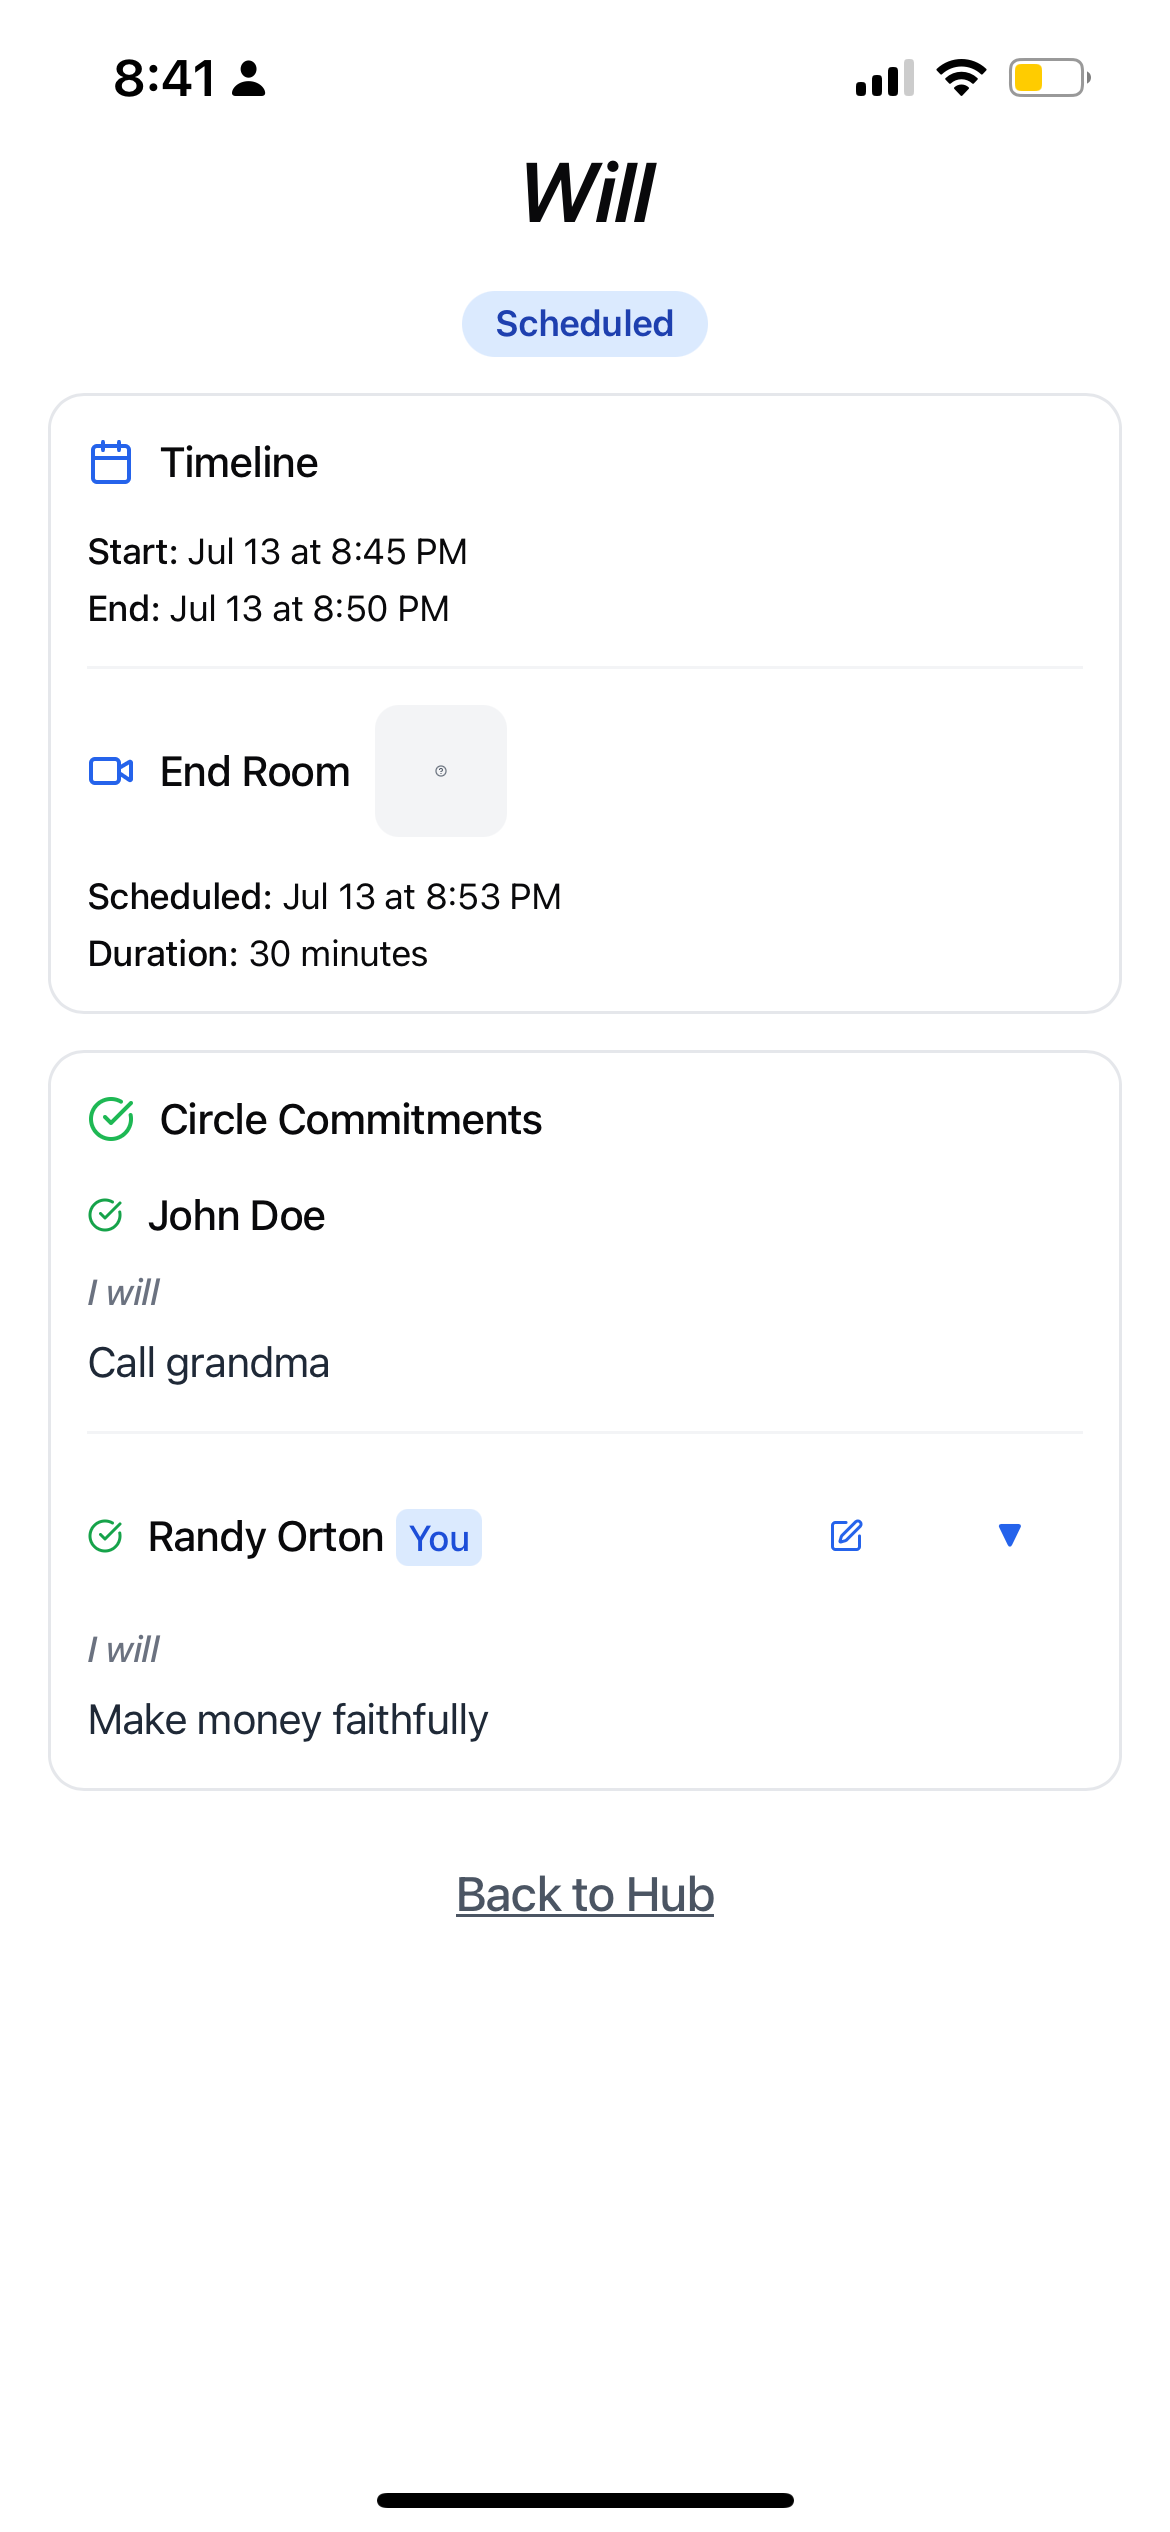 8:41
Will
Scheduled
Timeline
Start: Jul 13 at 8:45 PM
End: Jul 13 at 8:50 PM
End Room
Scheduled: Jul 13 at 8:53 PM
Duration: 30 minutes
Circle Commitments
John Doe
I will
Call grandma
Randy Orton You
I will
Make money faithfully
Back to Hub